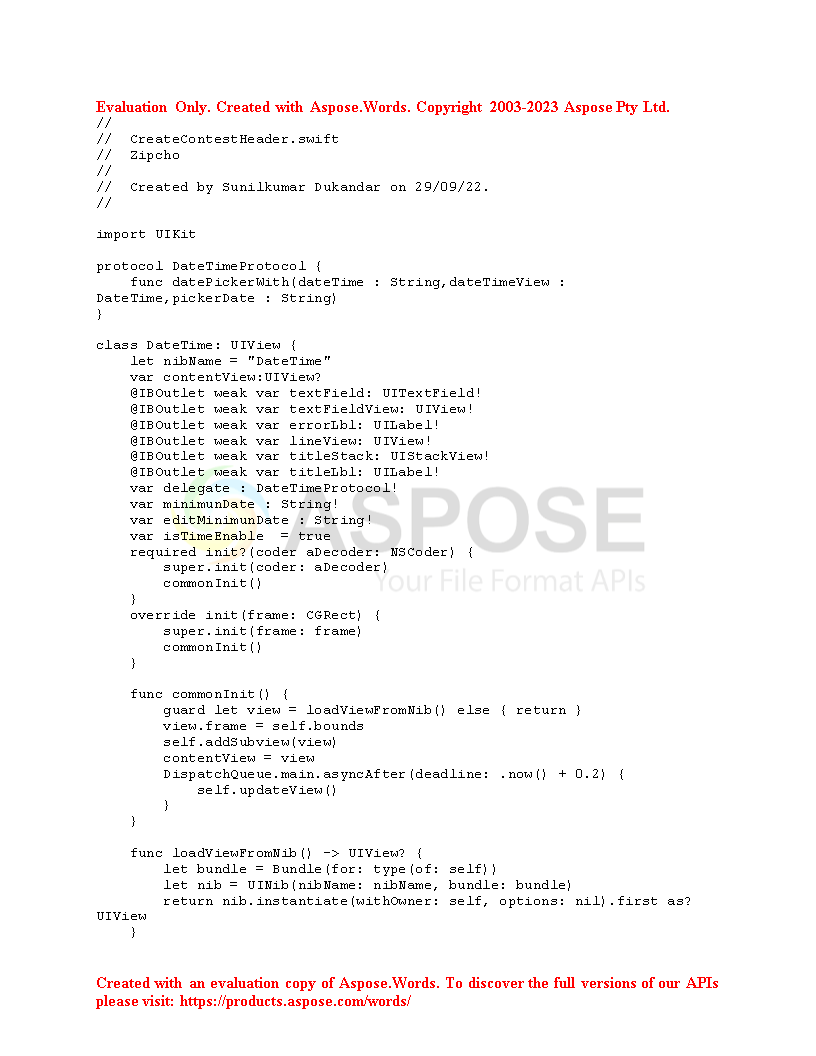 Evaluation Only. Created with Aspose.Words. Copyright 2003-2023 Aspose Pty Ltd.
//
//  CreateContestHeader.swift
//  Zipcho
//
//  Created by Sunilkumar Dukandar on 29/09/22.
//
import UIKit
protocol DateTimeProtocol {
    func datePickerWith(dateTime : String,dateTimeView :
DateTime,pickerDate : String)
}
class DateTime: UIView {
    let nibName = "DateTime"
    var contentView:UIView?
    @IBOutlet weak var textField: UITextField!
    @IBOutlet weak var textFieldView: UIView!
    @IBOutlet weak var errorLbl: UILabel!
    @IBOutlet weak var lineView: UIView!
    @IBOutlet weak var titleStack: UIStackView!
    @IBOutlet weak var titleLbl: UILabel!
    var delegate : DateTimeProtocol!
    var minimunDate : String!
    var editMinimunDate : String!
    var isTimeEnable  = true
    required init?(coder aDecoder: NSCoder) {
        super.init(coder: aDecoder)
        commonInit()
    }
    override init(frame: CGRect) {
        super.init(frame: frame)
        commonInit()
    }
    func commonInit() {
        guard let view = loadViewFromNib() else { return }
        view.frame = self.bounds
        self.addSubview(view)
        contentView = view
        DispatchQueue.main.asyncAfter(deadline: .now() + 0.2) {
            self.updateView()
        }
    }
    func loadViewFromNib() -> UIView? {
        let bundle = Bundle(for: type(of: self))
        let nib = UINib(nibName: nibName, bundle: bundle)
        return nib.instantiate(withOwner: self, options: nil).first as?
UIView
    }
ASPOSE
Your File Format APIs
Created with an evaluation copy of Aspose.Words. To discover the full versions of our APIs
please visit: https://products.aspose.com/words/